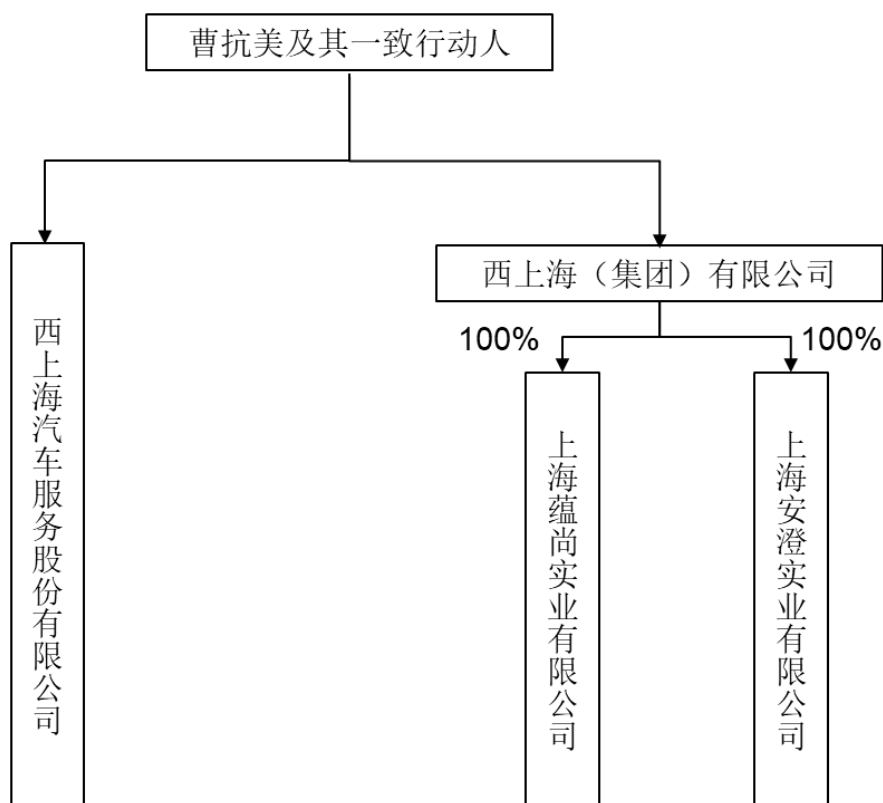 曹抗美及其一致行动人
西上海（集团）有限公司
100%
100%
西上海汽车服务股份有限公司
上海蕴尚实业有限公司
上海安澄实业有限公司